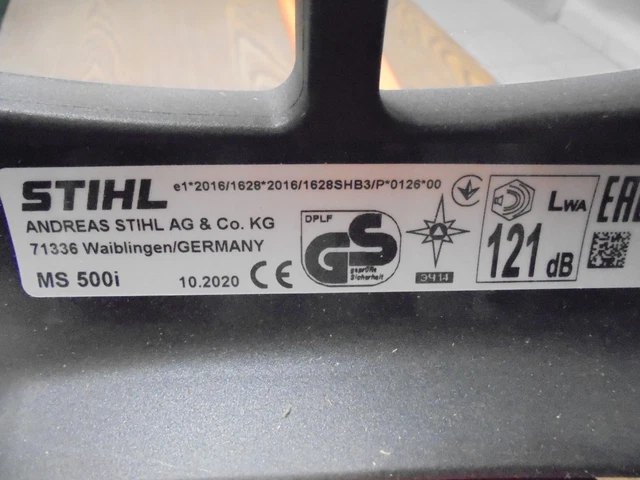 STIHL
e1*2016/1628*2016/1628SHB3/P*0126*00
ANDREAS STIHL AG & Co. KG
71336 Waiblingen/GERMANY
MS 500i
10.2020 CE
DPLF
GS
geprüfte
Sicherheit
3414
LWA
121 dB
EAC